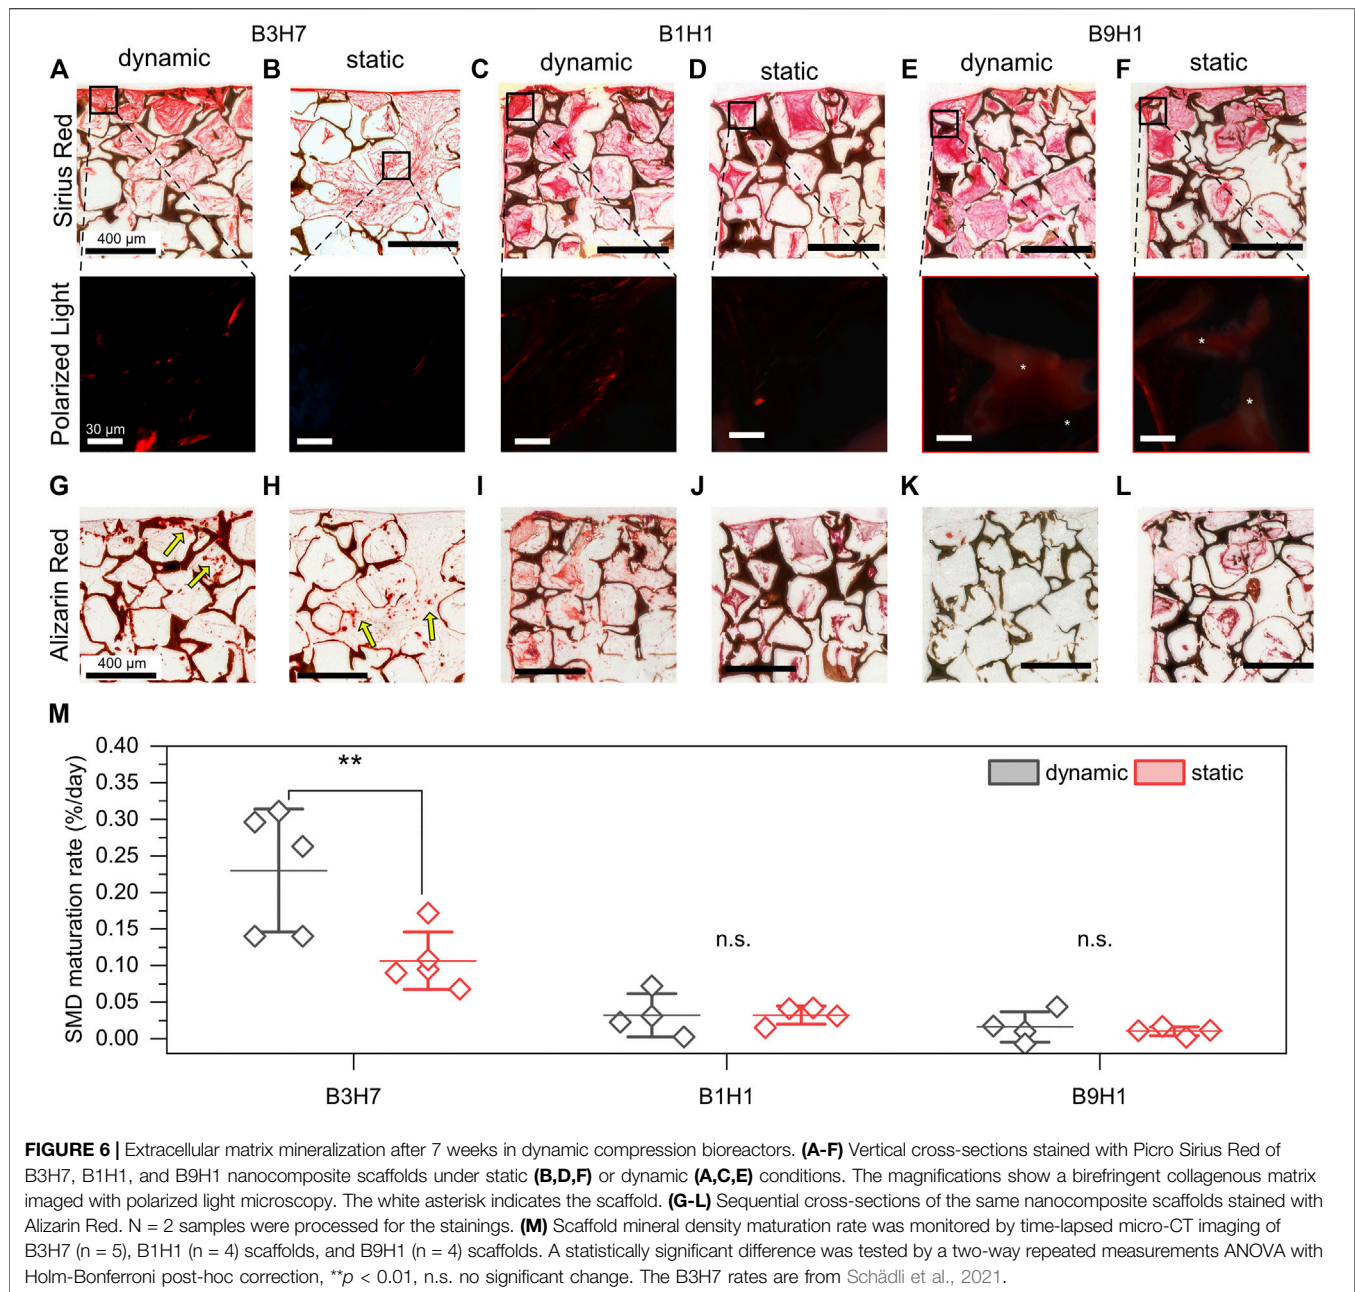 B3H7 B1H1 B9H1
dynamic static dynamic static dynamic static
A B C D E F
Sirius Red
400 µm
Polarized Light
30 µm
*
*
*
*
G H I J K L
Alizarin Red
400 µm
M
SMD maturation rate (%/day)
0.40
0.35
0.30
0.25
0.20
0.15
0.10
0.05
0.00
**
n.s.
n.s.
dynamic static
B3H7 B1H1 B9H1
FIGURE 6 | Extracellular matrix mineralization after 7 weeks in dynamic compression bioreactors. (A-F) Vertical cross-sections stained with Picro Sirius Red of
B3H7, B1H1, and B9H1 nanocomposite scaffolds under static (B,D,F) or dynamic (A,C,E) conditions. The magnifications show a birefringent collagenous matrix
imaged with polarized light microscopy. The white asterisk indicates the scaffold. (G-L) Sequential cross-sections of the same nanocomposite scaffolds stained with
Alizarin Red. N = 2 samples were processed for the stainings. (M) Scaffold mineral density maturation rate was monitored by time-lapsed micro-CT imaging of
B3H7 (n = 5), B1H1 (n = 4) scaffolds, and B9H1 (n = 4) scaffolds. A statistically significant difference was tested by a two-way repeated measurements ANOVA with
Holm-Bonferroni post-hoc correction, **p < 0.01, n.s. no significant change. The B3H7 rates are from Schädli et al., 2021.